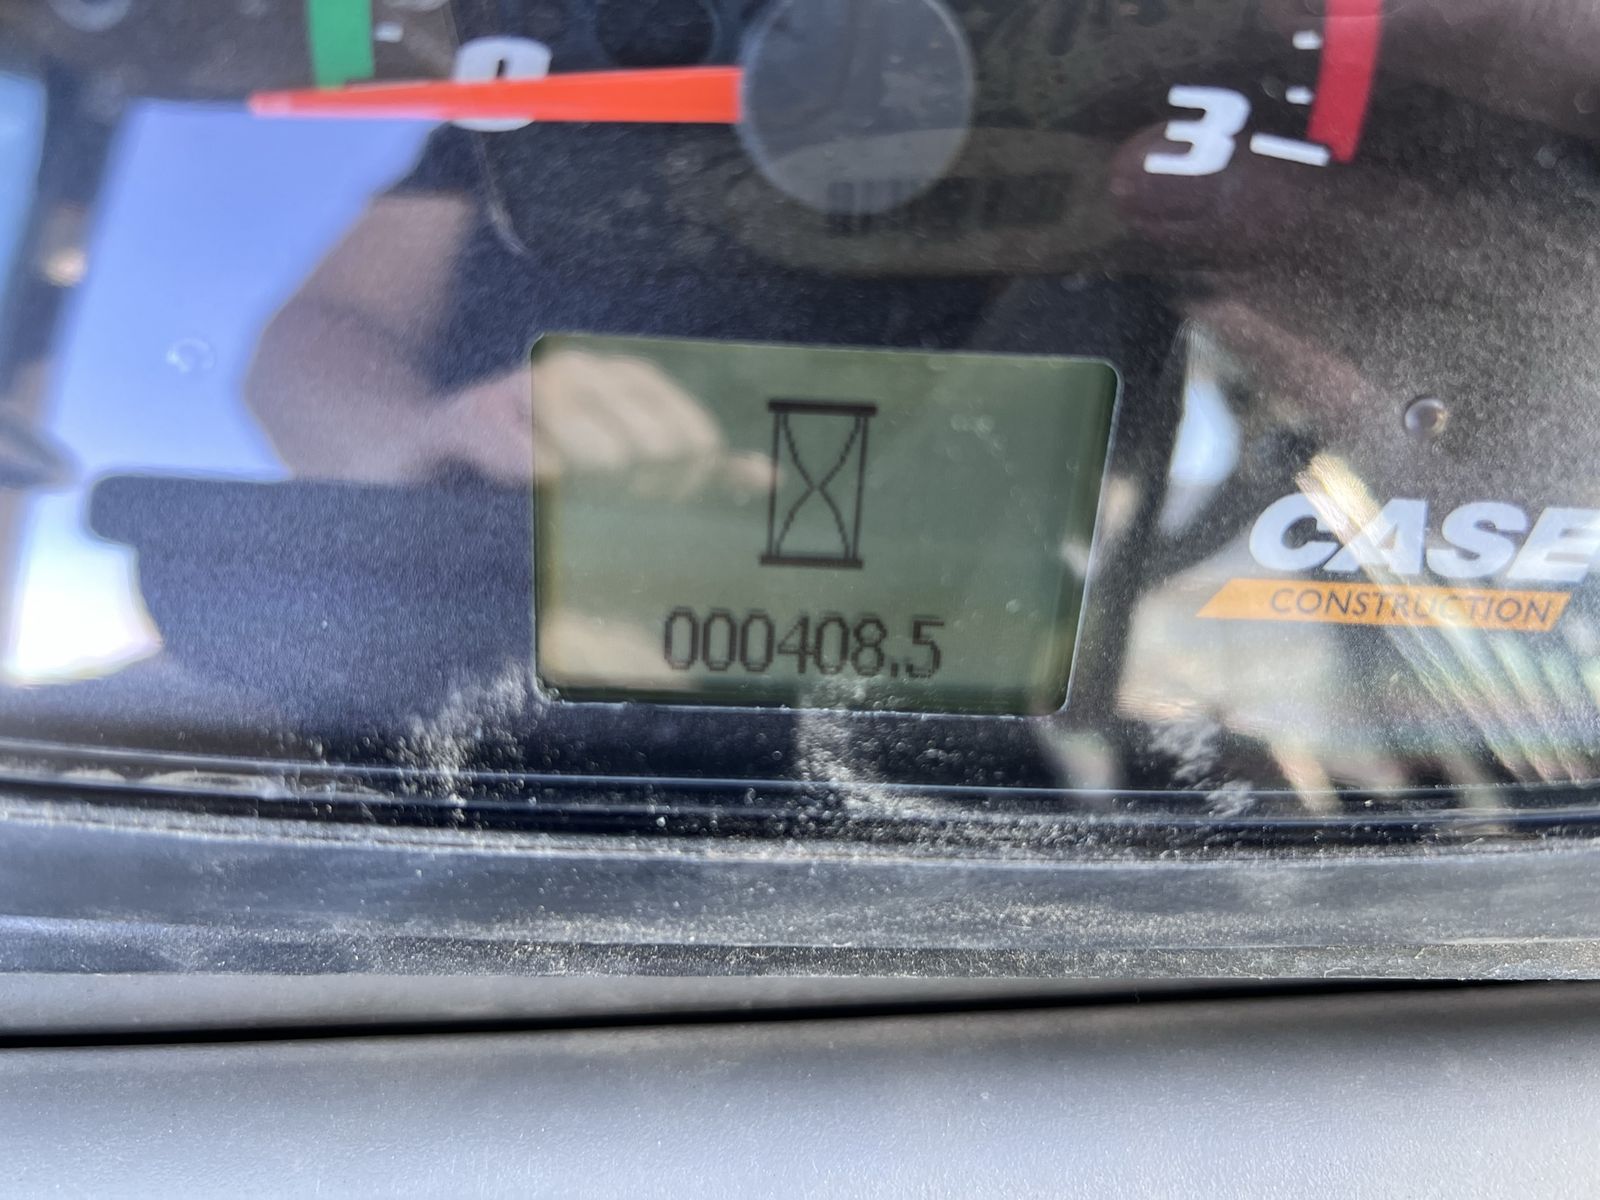 0
3
000408.5
CASE
CONSTRUCTION